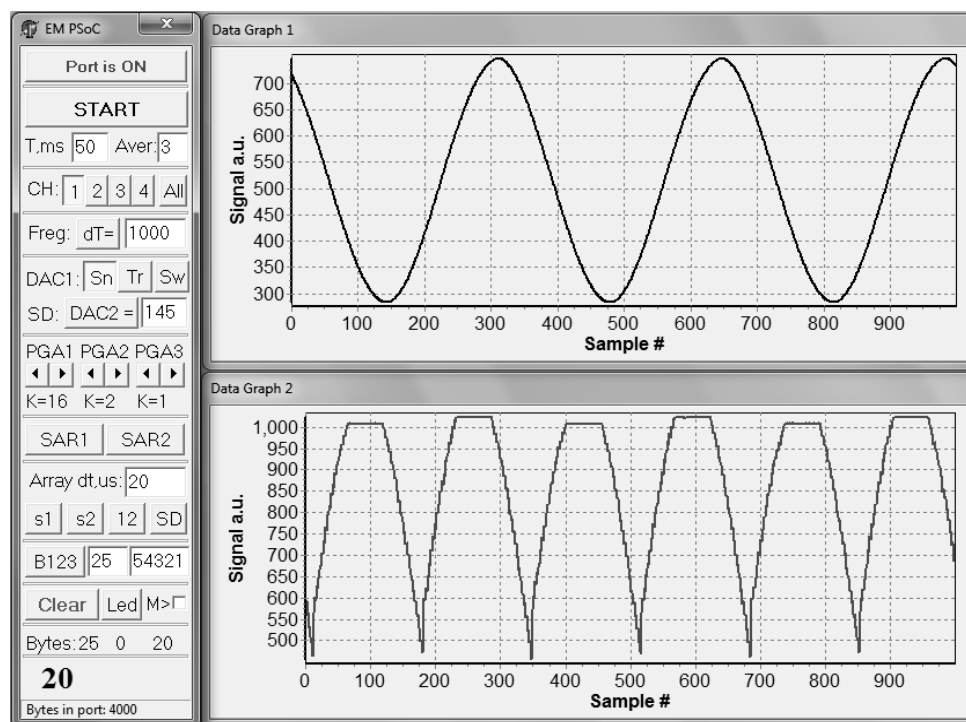 EM PSoC
x
Port is ON
START
T,ms 50 Aver: 3
CH: 1 2 3 4 All
Freq: dT= 1000
DAC1: Sn Tr Sw
SD: DAC2 = 145
PGA1 PGA2 PGA3
K=16 K=2 K=1
SAR1 SAR2
Array dt,us: 20
s1 s2 12 SD
B123 25 54321
Clear Led M>
Bytes: 25 0 20
20
Bytes in port: 4000
Data Graph 1
Signal a.u.
700
650
600
550
500
450
400
350
300
0 100 200 300 400 500 600 700 800 900
Sample #
Data Graph 2
Signal a.u.
1,000
950
900
850
800
750
700
650
600
550
500
0 100 200 300 400 500 600 700 800 900
Sample #